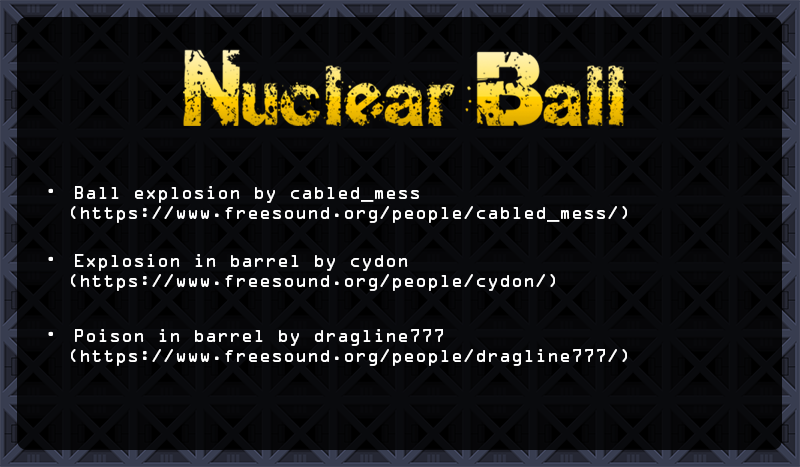 Nuclear Ball
• Ball explosion by cabled_mess
(https://www.freesound.org/people/cabled_mess/)
• Explosion in barrel by cydon
(https://www.freesound.org/people/cydon/)
• Poison in barrel by dragline777
(https://www.freesound.org/people/dragline777/)